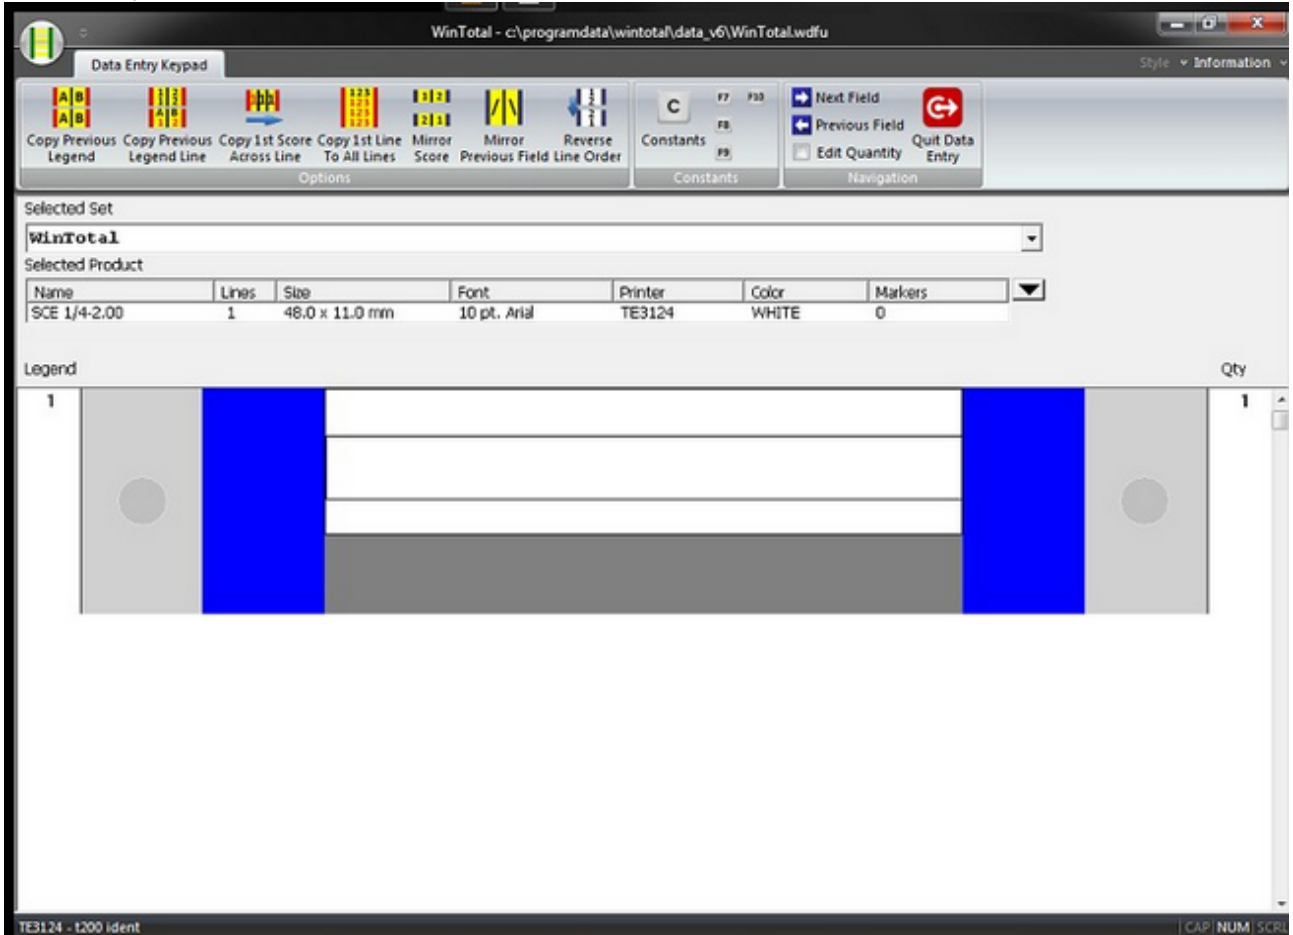 WinTotal - c:\programdata\wintotal\data_v6\WinTotal.wdfu
Data Entry Keypad
Style Information
Copy Previous Legend
Copy Previous Legend Line
Copy 1st Score Across Line
Copy 1st Line To All Lines
Mirror Score
Mirror Previous Field
Reverse Line Order
Options
C
Constants
F7 F10
F8
F9
Constants
Next Field
Previous Field
Edit Quantity
Quit Data Entry
Navigation
Selected Set
WinTotal
Selected Product
Name Lines Size Font Printer Color Markers
SCE 1/4-2.00 1 48.0 x 11.0 mm 10 pt. Arial TE3124 WHITE 0
Legend Qty
1 1
TE3124 - t200 ident CAP NUM SCRL